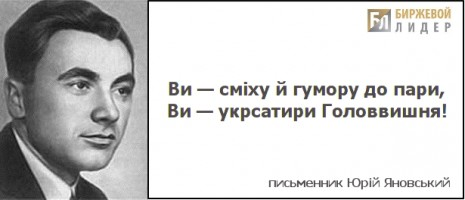 БИРЖЕВОЙ
ЛИДЕР
Ви — сміху й гумору до пари,
Ви — укрсатири Головвишня!
письменник Юрій Яновський